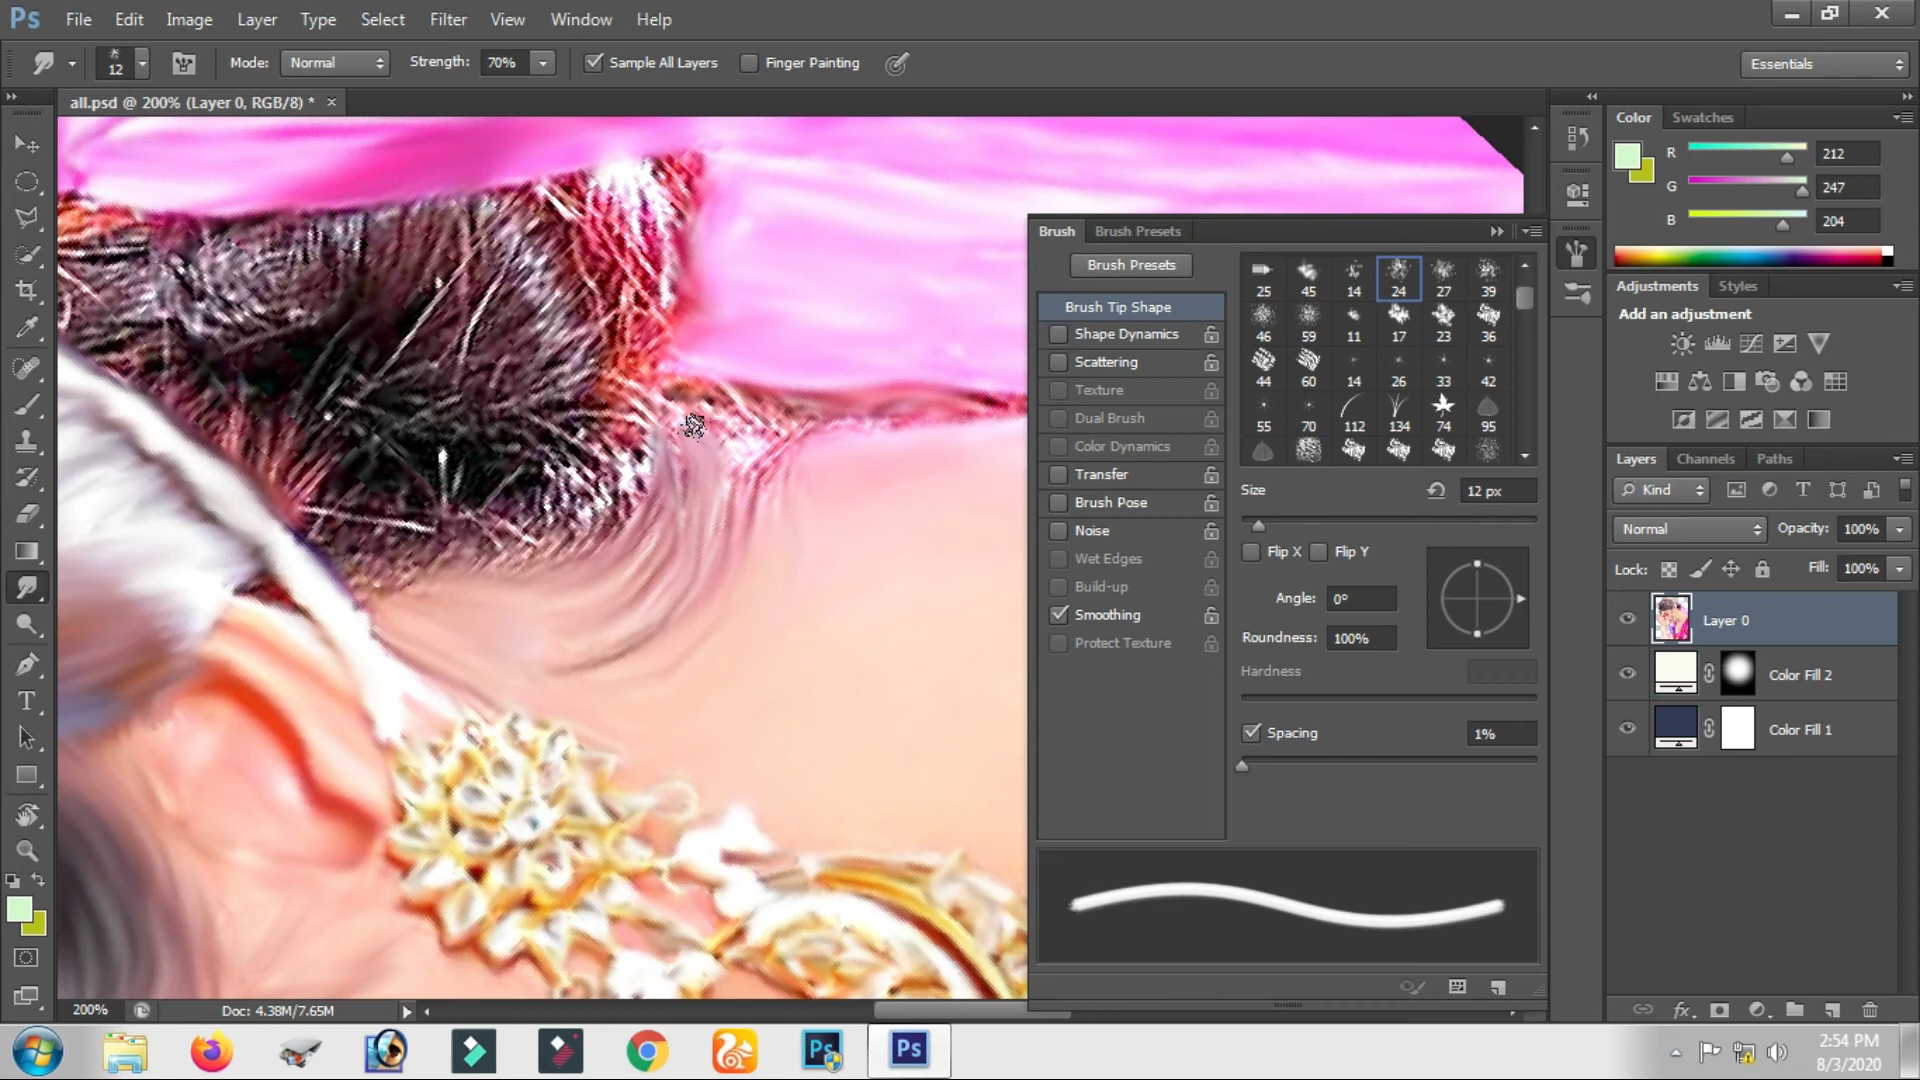 Ps File Edit Image Layer Type Select Filter View Window Help
12 Mode: Normal Strength: 70% Sample All Layers Finger Painting Essentials
all.psd @ 200% (Layer 0, RGB/8) * ×
Color Swatches
R 212
G 247
B 204
Brush Brush Presets
Brush Presets
Brush Tip Shape
Shape Dynamics
Scattering
Texture
Dual Brush
Color Dynamics
Transfer
Brush Pose
Noise
Wet Edges
Build-up
Smoothing
Protect Texture
25 45 14 24 27 39
46 59 11 17 23 36
44 60 14 26 33 42
55 70 112 134 74 95
Size 12 px
Flip X Flip Y
Angle: 0º
Roundness: 100%
Hardness
Spacing 1%
Adjustments Styles
Add an adjustment
Layers Channels Paths
Kind
Normal Opacity: 100%
Lock: Fill: 100%
Layer 0
Color Fill 2
Color Fill 1
fx
200% Doc: 4.38M/7.65M
Ps Ps
2:54 PM
8/3/2020